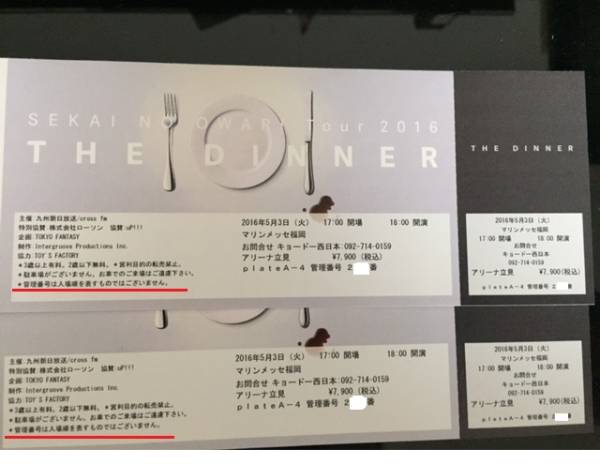 SEKAI NO OWARI Tour 2016
THE DINNER
THE DINNER
主催:九州朝日放送/cross fm
特別協賛:株式会社ローソン 協賛:uP!!!
企画:TOKYO FANTASY
制作:Intergroove Productions Inc.
協力:TOY'S FACTORY
*3歳以上有料。2歳以下無料。*営利目的の転売禁止。
*駐車場がございません。お車でのご来場はご遠慮下さい。
*管理番号は入場順を表すものではございません。
2016年5月3日(火) 17:00 開場 18:00 開演
マリンメッセ福岡
お問合せ キョードー西日本:092-714-0159
アリーナ立見 ¥7,900(税込)
plateA-4 管理番号 2 番
2016年5月3日(火)
マリンメッセ福岡
17:00 開場 18:00 開演
お問合せ
キョードー西日本
092-714-0159
アリーナ立見 ¥7,900(税込)
plateA-4 管理番号 2 番
主催:九州朝日放送/cross fm
特別協賛:株式会社ローソン 協賛:uP!!!
企画:TOKYO FANTASY
制作:Intergroove Productions Inc.
協力:TOY'S FACTORY
*3歳以上有料。2歳以下無料。*営利目的の転売禁止。
*駐車場がございません。お車でのご来場はご遠慮下さい。
*管理番号は入場順を表すものではございません。
2016年5月3日(火) 17:00 開場 18:00 開演
マリンメッセ福岡
お問合せ キョードー西日本:092-714-0159
アリーナ立見 ¥7,900(税込)
plateA-4 管理番号 2 番
2016年5月3日(火)
マリンメッセ福岡
17:00 開場 18:00 開演
お問合せ
キョードー西日本
092-714-0159
アリーナ立見 ¥7,900(税込)
plateA-4 管理番号 2 番